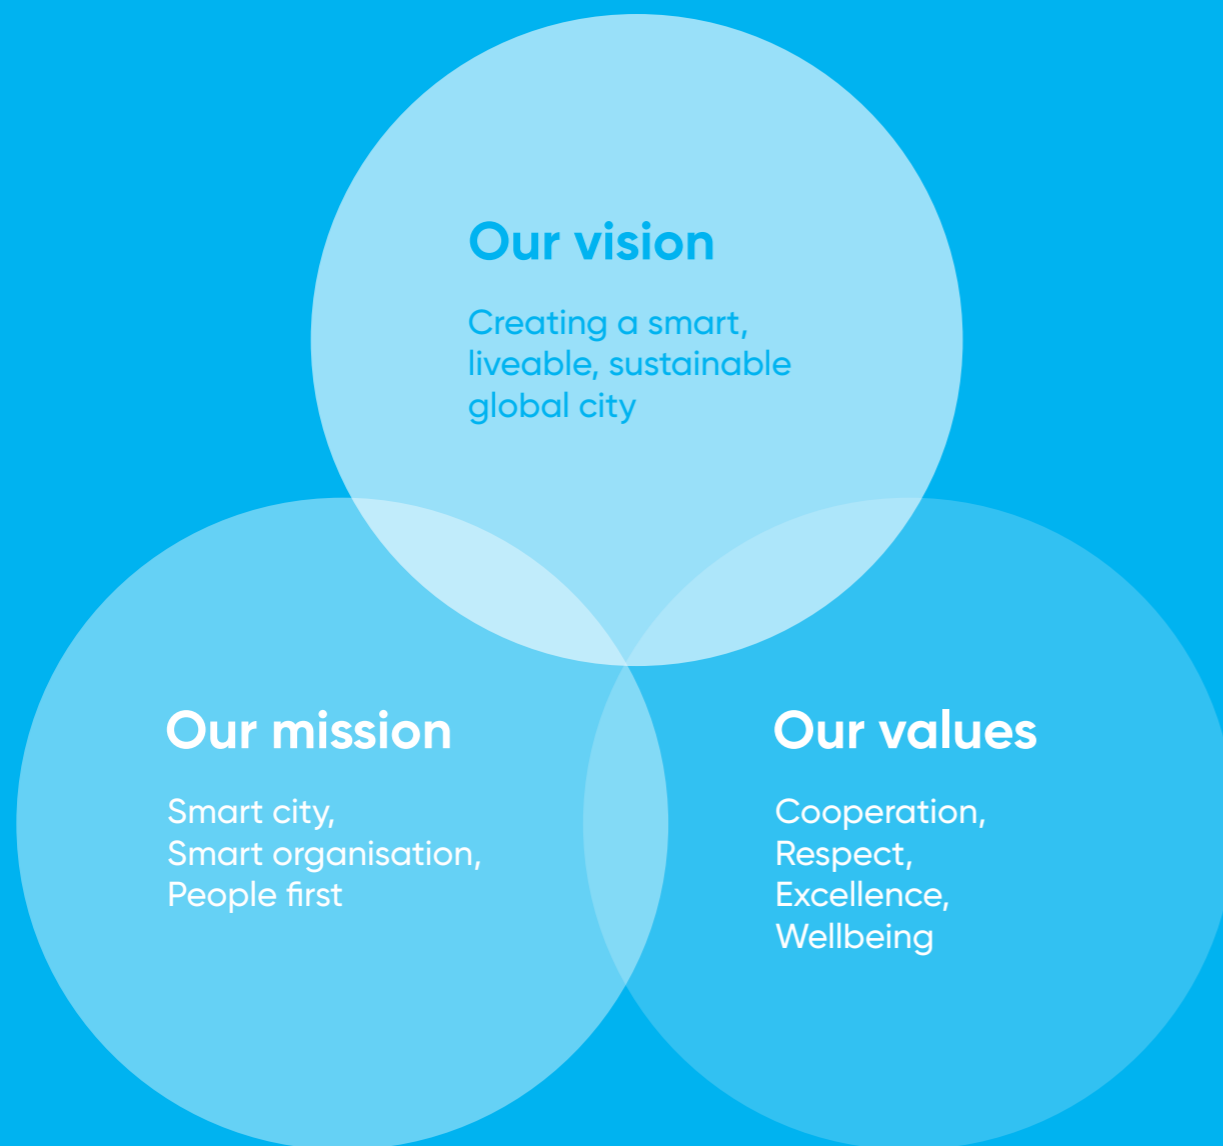 Our vision
Creating a smart,
liveable, sustainable
global city
Our mission
Smart city,
Smart organisation,
People first
Our values
Cooperation,
Respect,
Excellence,
Wellbeing